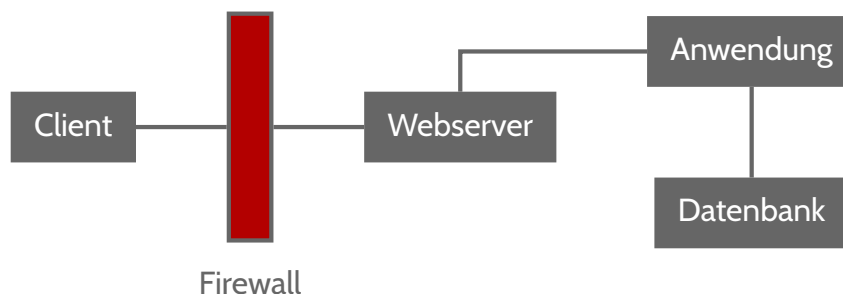 Client
Webserver
Anwendung
Datenbank
Firewall